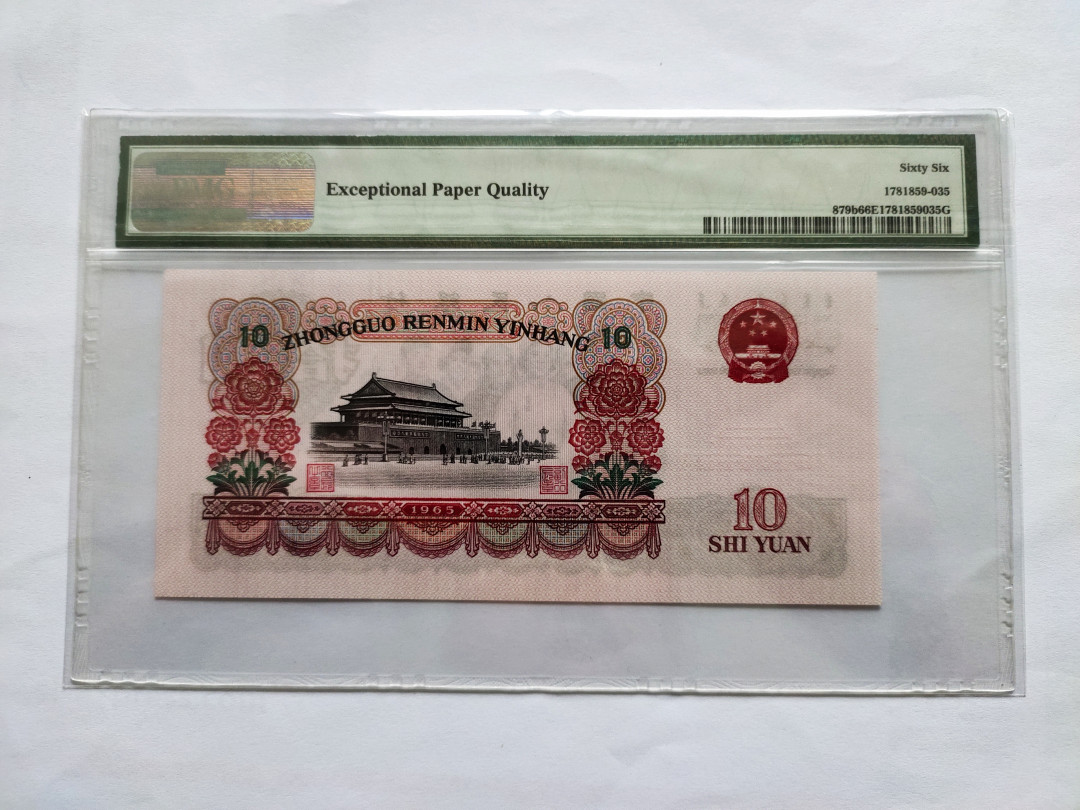 Exceptional Paper Quality
Sixty Six
1781859-035
879b66E1781859035G
10 ZHONGGUO RENMIN YINHANG 10
1965
10
SHI YUAN